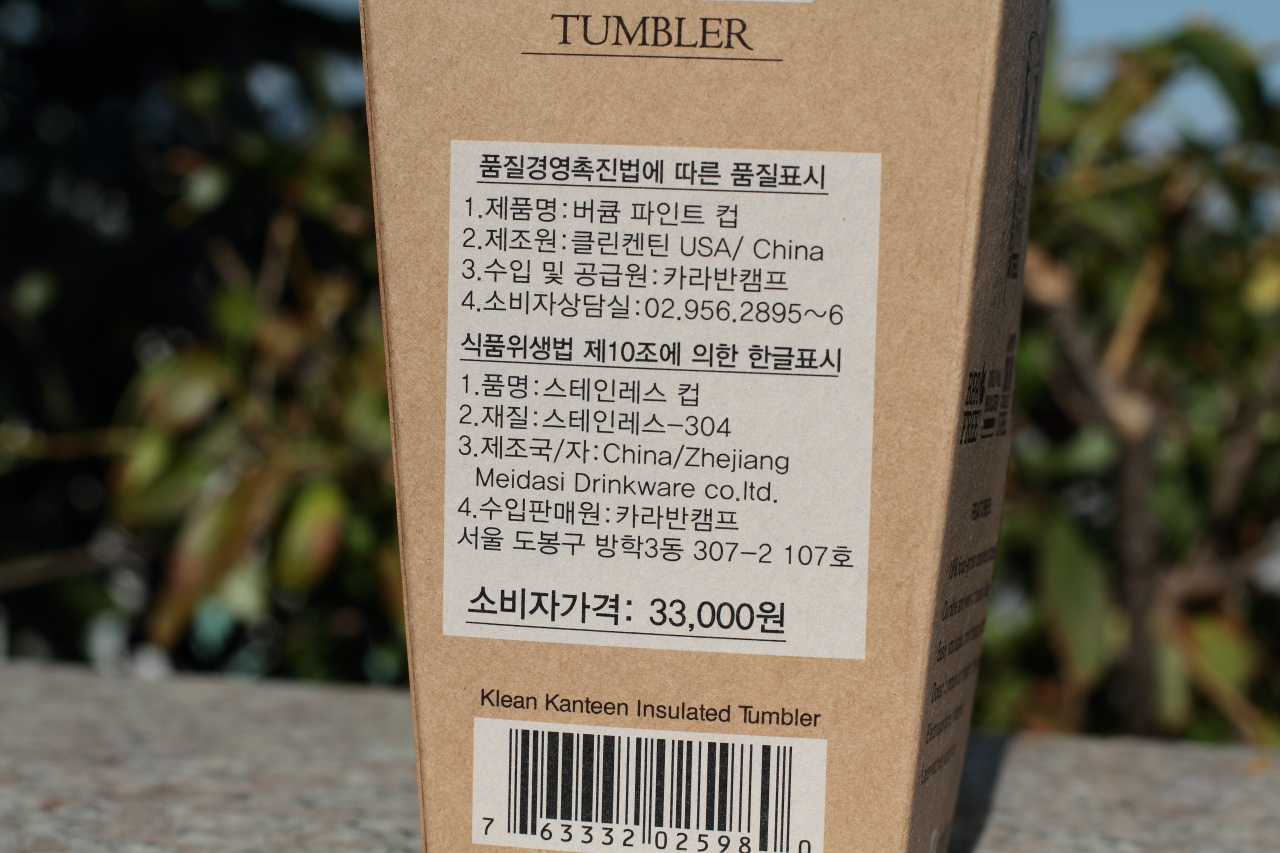 TUMBLER
품질경영촉진법에 따른 품질표시
1.제품명:버큠 파인트 컵
2.제조원:클린켄틴 USA/ China
3.수입 및 공급원:카라반캠프
4.소비자상담실:02.956.2895~6
식품위생법 제10조에 의한 한글표시
1.품명:스테인레스 컵
2.재질:스테인레스-304
3.제조국/자:China/Zhejiang
Meidasi Drinkware co.ltd.
4.수입판매원:카라반캠프
서울 도봉구 방학3동 307-2 107호
소비자가격: 33,000원
Klean Kanteen Insulated Tumbler
7 63332 02598 0
BPA
FREE